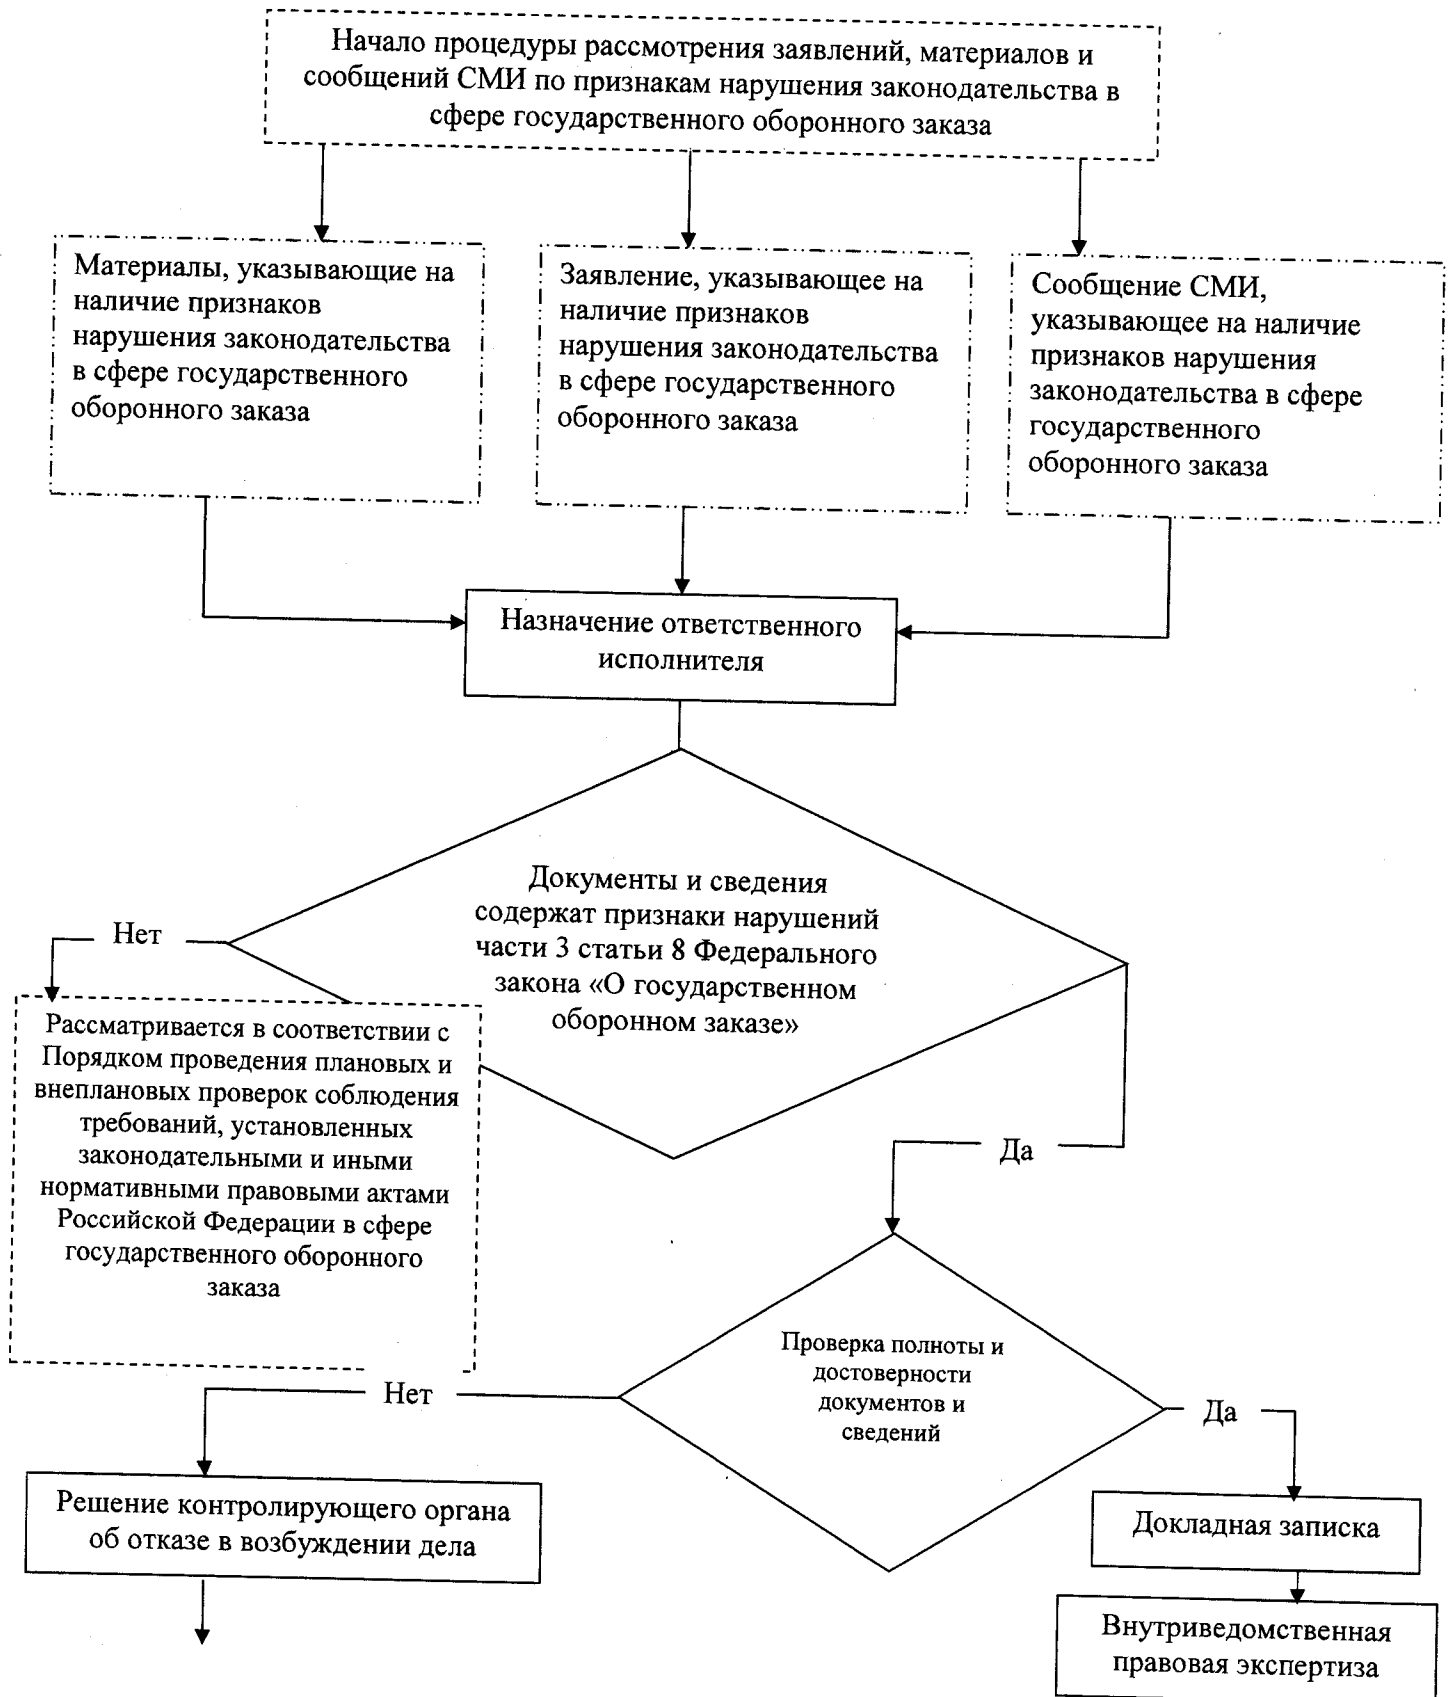 Начало процедуры рассмотрения заявлений, материалов и
сообщений СМИ по признакам нарушения законодательства в
сфере государственного оборонного заказа
Материалы, указывающие на
наличие признаков
нарушения законодательства
в сфере государственного
оборонного заказа
Заявление, указывающее на
наличие признаков
нарушения законодательства
в сфере государственного
оборонного заказа
Сообщение СМИ,
указывающее на наличие
признаков нарушения
законодательства в сфере
государственного
оборонного заказа
Назначение ответственного
исполнителя
Документы и сведения
содержат признаки нарушений
части 3 статьи 8 Федерального
закона «О государственном
оборонном заказе»
Нет
Рассматривается в соответствии с
Порядком проведения плановых и
внеплановых проверок соблюдения
требований, установленных
законодательными и иными
нормативными правовыми актами
Российской Федерации в сфере
государственного оборонного
заказа
Да
Проверка полноты и
достоверности
документов и
сведений
Нет
Да
Решение контролирующего органа
об отказе в возбуждении дела
Докладная записка
Внутриведомственная
правовая экспертиза